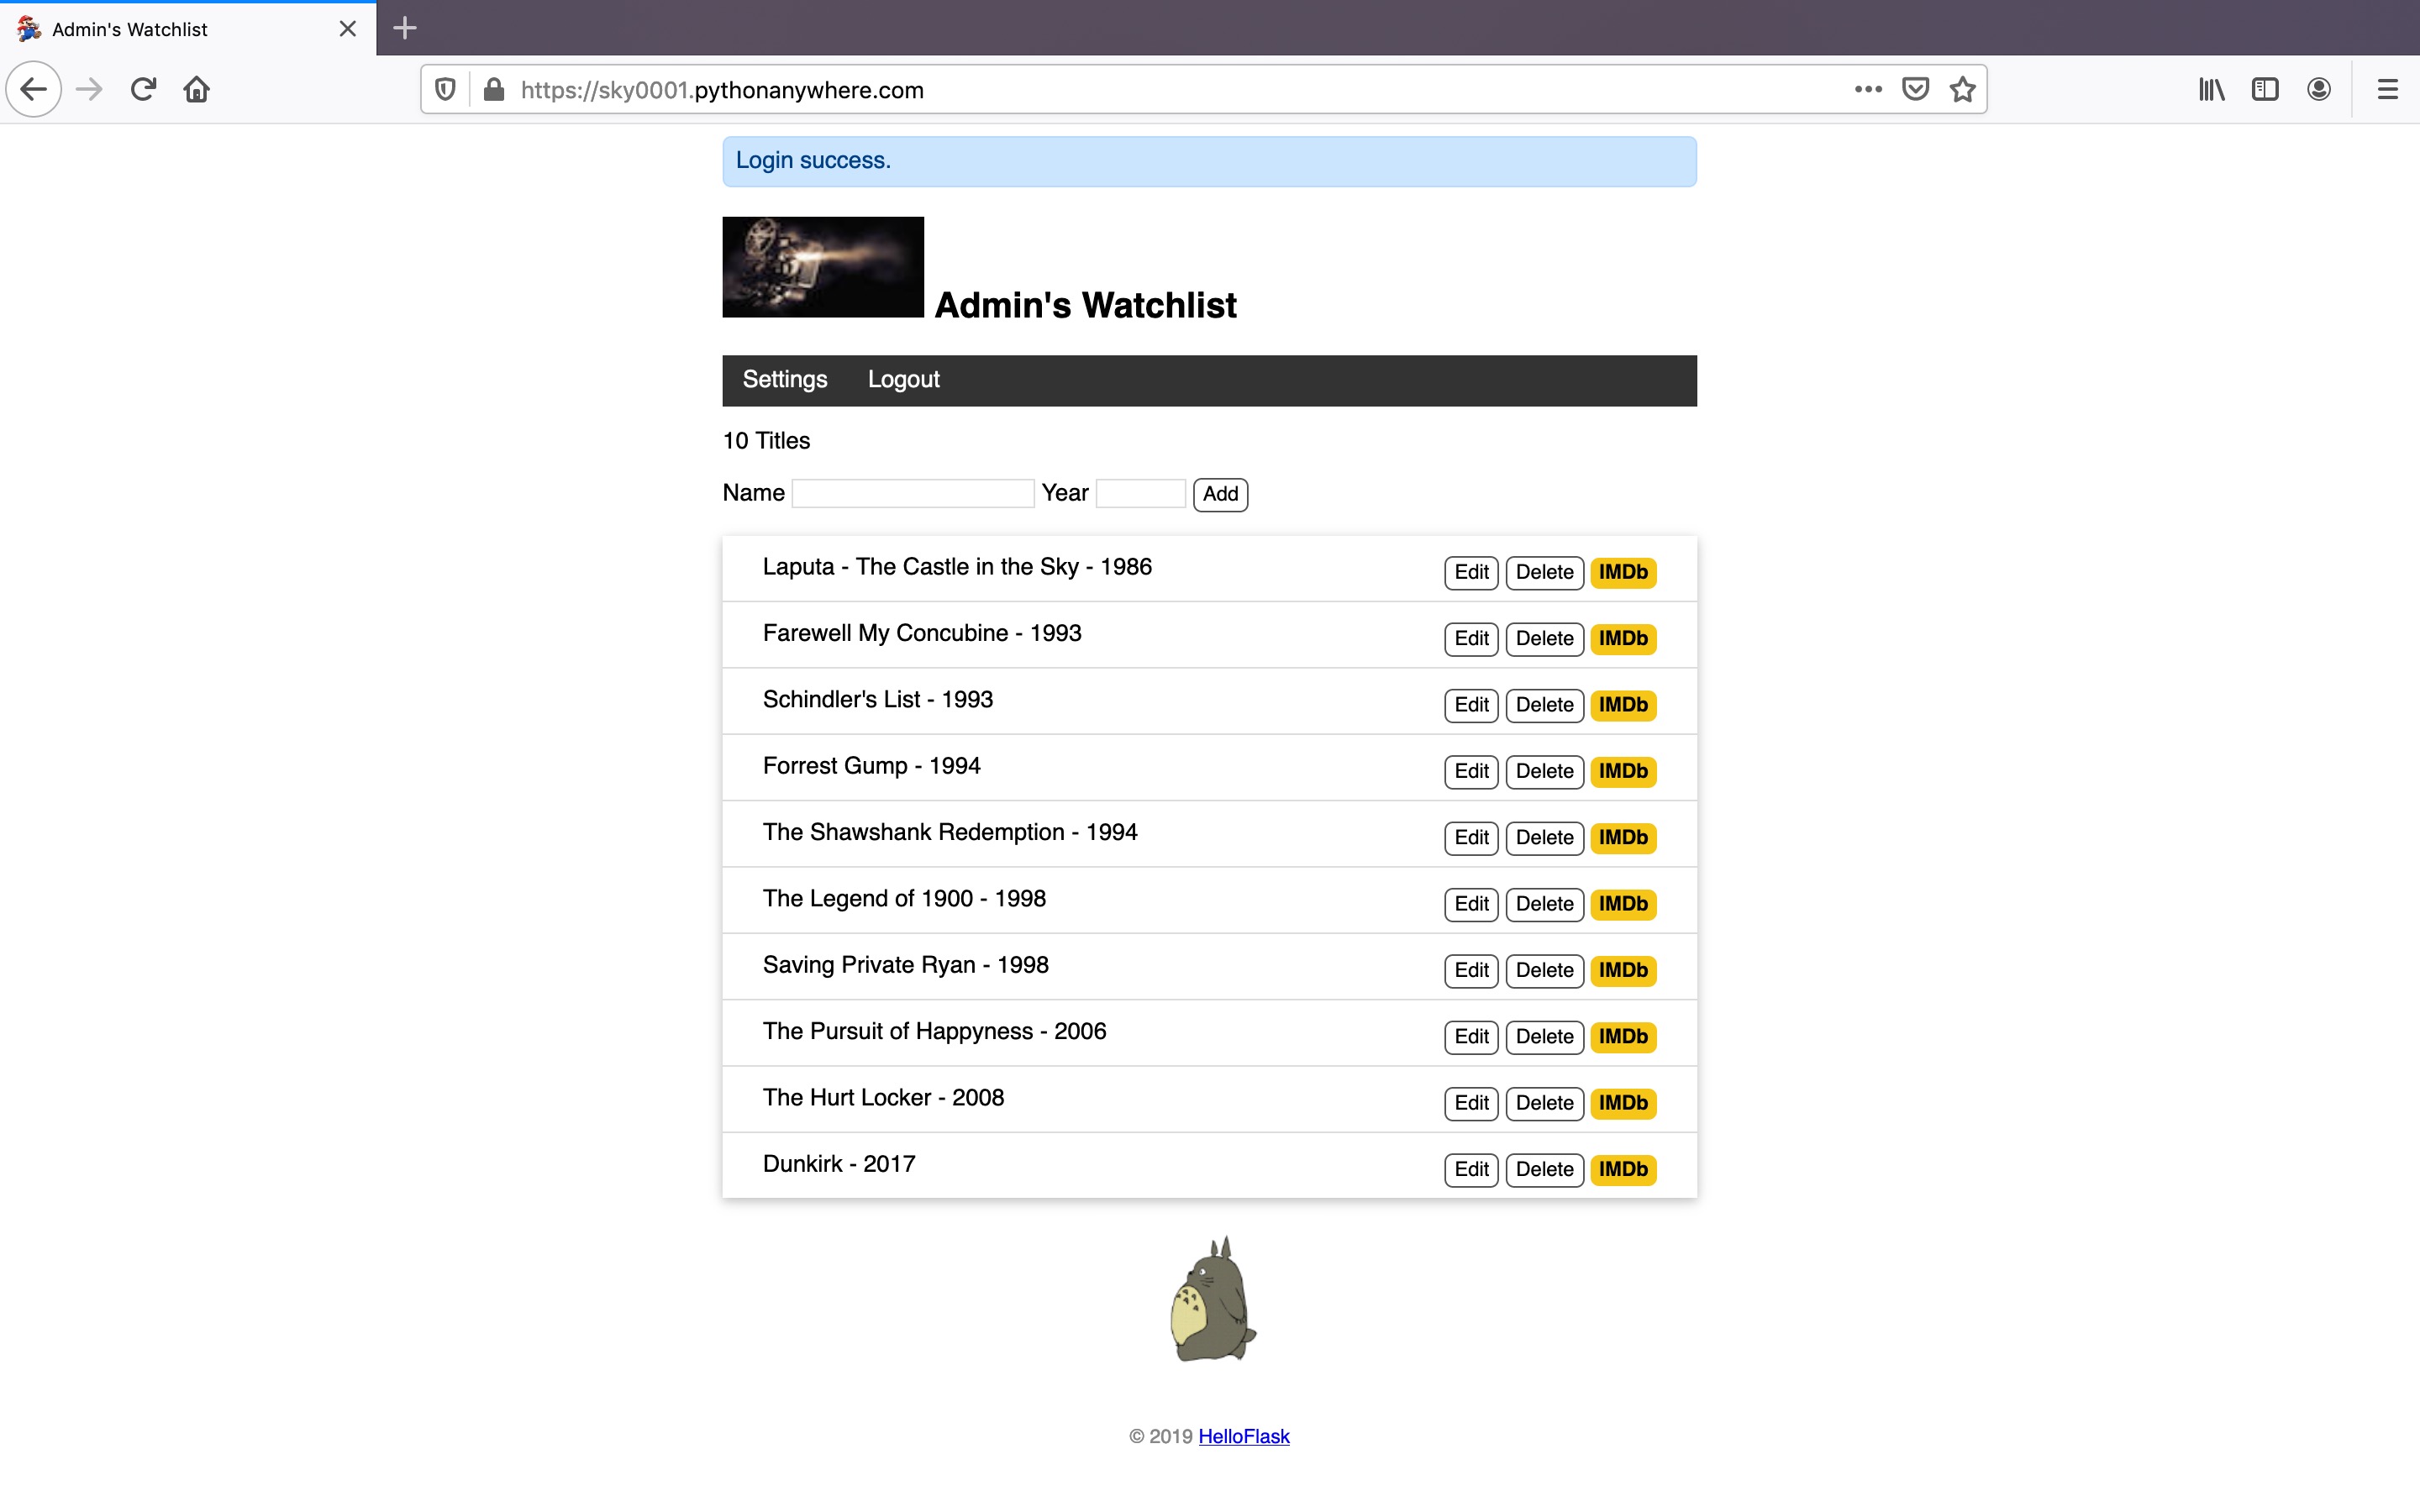 Admin's Watchlist
https://sky0001.pythonanywhere.com
Login success.
Admin's Watchlist
Settings Logout
10 Titles
Name Year Add
Laputa - The Castle in the Sky - 1986 Edit Delete IMDb
Farewell My Concubine - 1993 Edit Delete IMDb
Schindler's List - 1993 Edit Delete IMDb
Forrest Gump - 1994 Edit Delete IMDb
The Shawshank Redemption - 1994 Edit Delete IMDb
The Legend of 1900 - 1998 Edit Delete IMDb
Saving Private Ryan - 1998 Edit Delete IMDb
The Pursuit of Happyness - 2006 Edit Delete IMDb
The Hurt Locker - 2008 Edit Delete IMDb
Dunkirk - 2017 Edit Delete IMDb
© 2019 HelloFlask